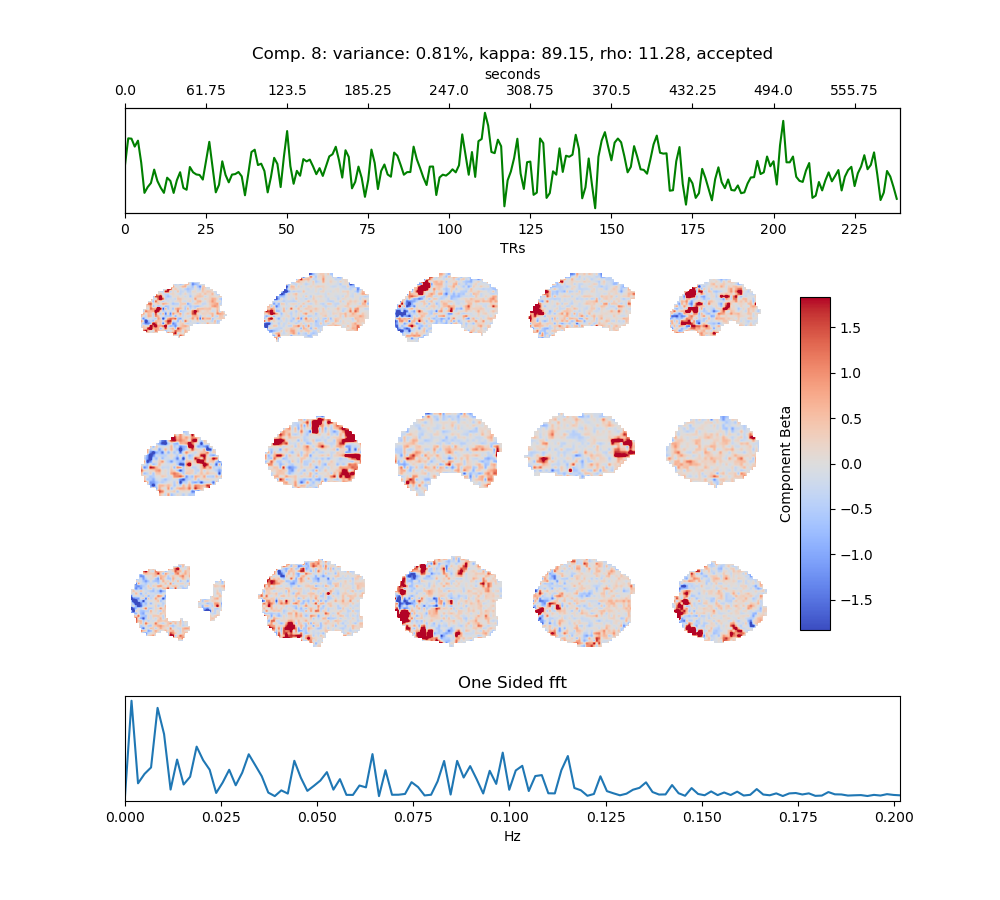 Comp. 8: variance: 0.81%, kappa: 89.15, rho: 11.28, accepted
seconds
0.0 61.75 123.5 185.25 247.0 308.75 370.5 432.25 494.0 555.75
0 25 50 75 100 125 150 175 200 225
TRs
1.5
1.0
0.5
0.0
−0.5
−1.0
−1.5
Component Beta
One Sided fft
0.000 0.025 0.050 0.075 0.100 0.125 0.150 0.175 0.200
Hz